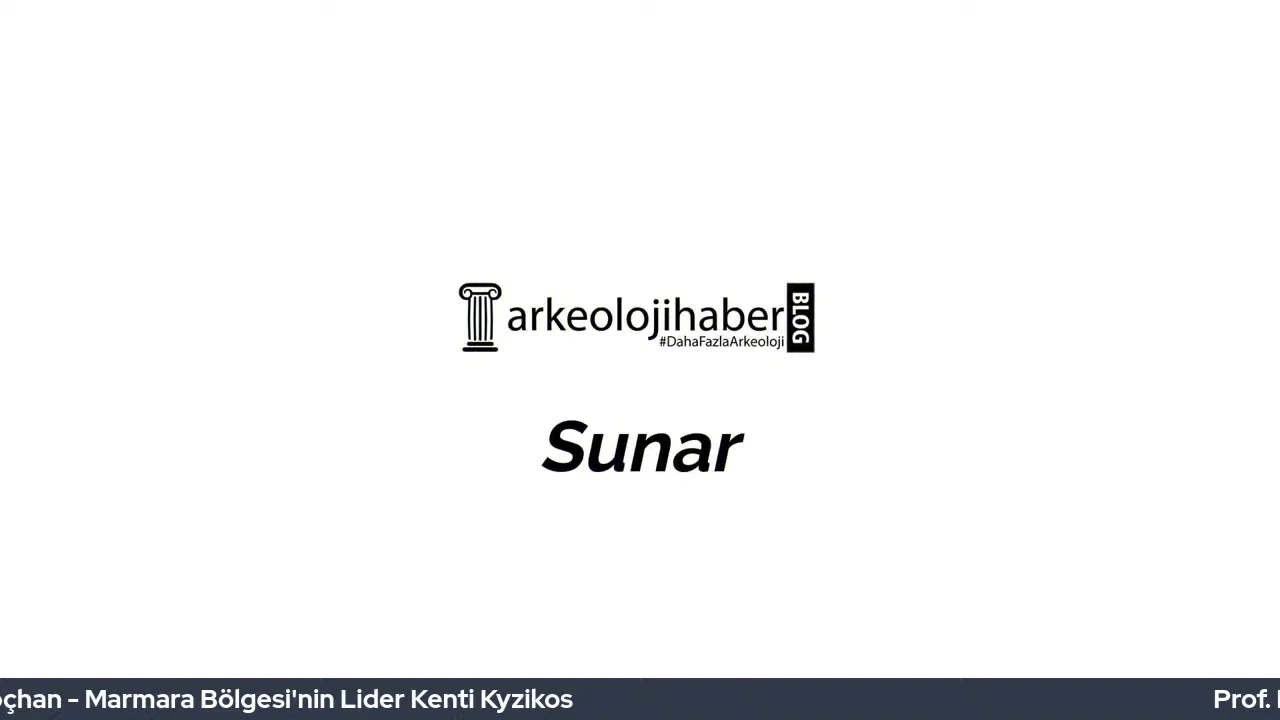 arkeolojihaber
BLOG
#DahaFazlaArkeoloji
Sunar
- Marmara Bölgesi'nin Lider Kenti Kyzikos
Prof.